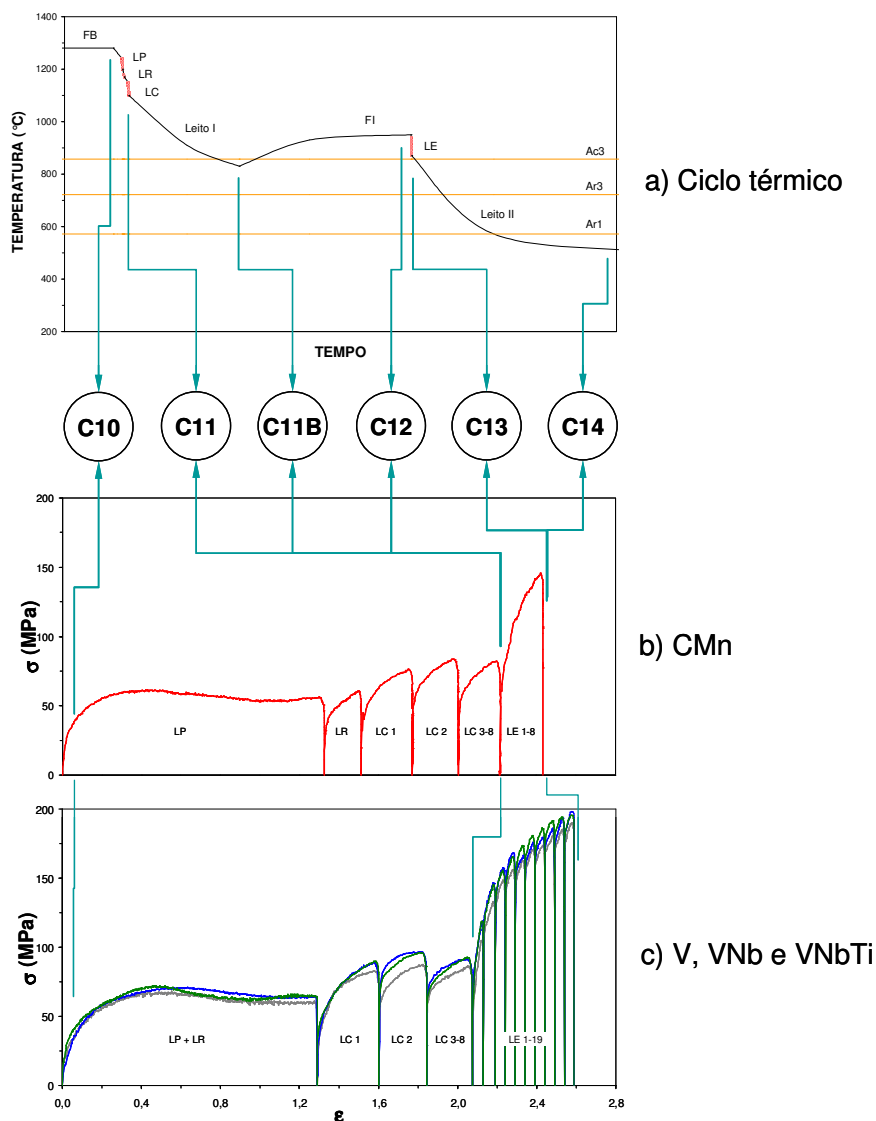 1400
1200
1000
800
600
400
200
TEMPERATURA (°C)
FB
LP
LR
LC
Leito I
FI
LE
Ac3
Ar3
Leito II
Ar1
TEMPO
a) Ciclo térmico
C10
C11
C11B
C12
C13
C14
200
150
100
50
0
σ (MPa)
LP
LR
LC 1
LC 2
LC 3-8
LE 1-8
b) CMn
200
150
100
50
0
σ (MPa)
LP + LR
LC 1
LC 2
LC 3-8
LE 1-19
c) V, VNb e VNbTi
0,0
0,4
0,8
1,2
1,6
2,0
2,4
2,8
ε